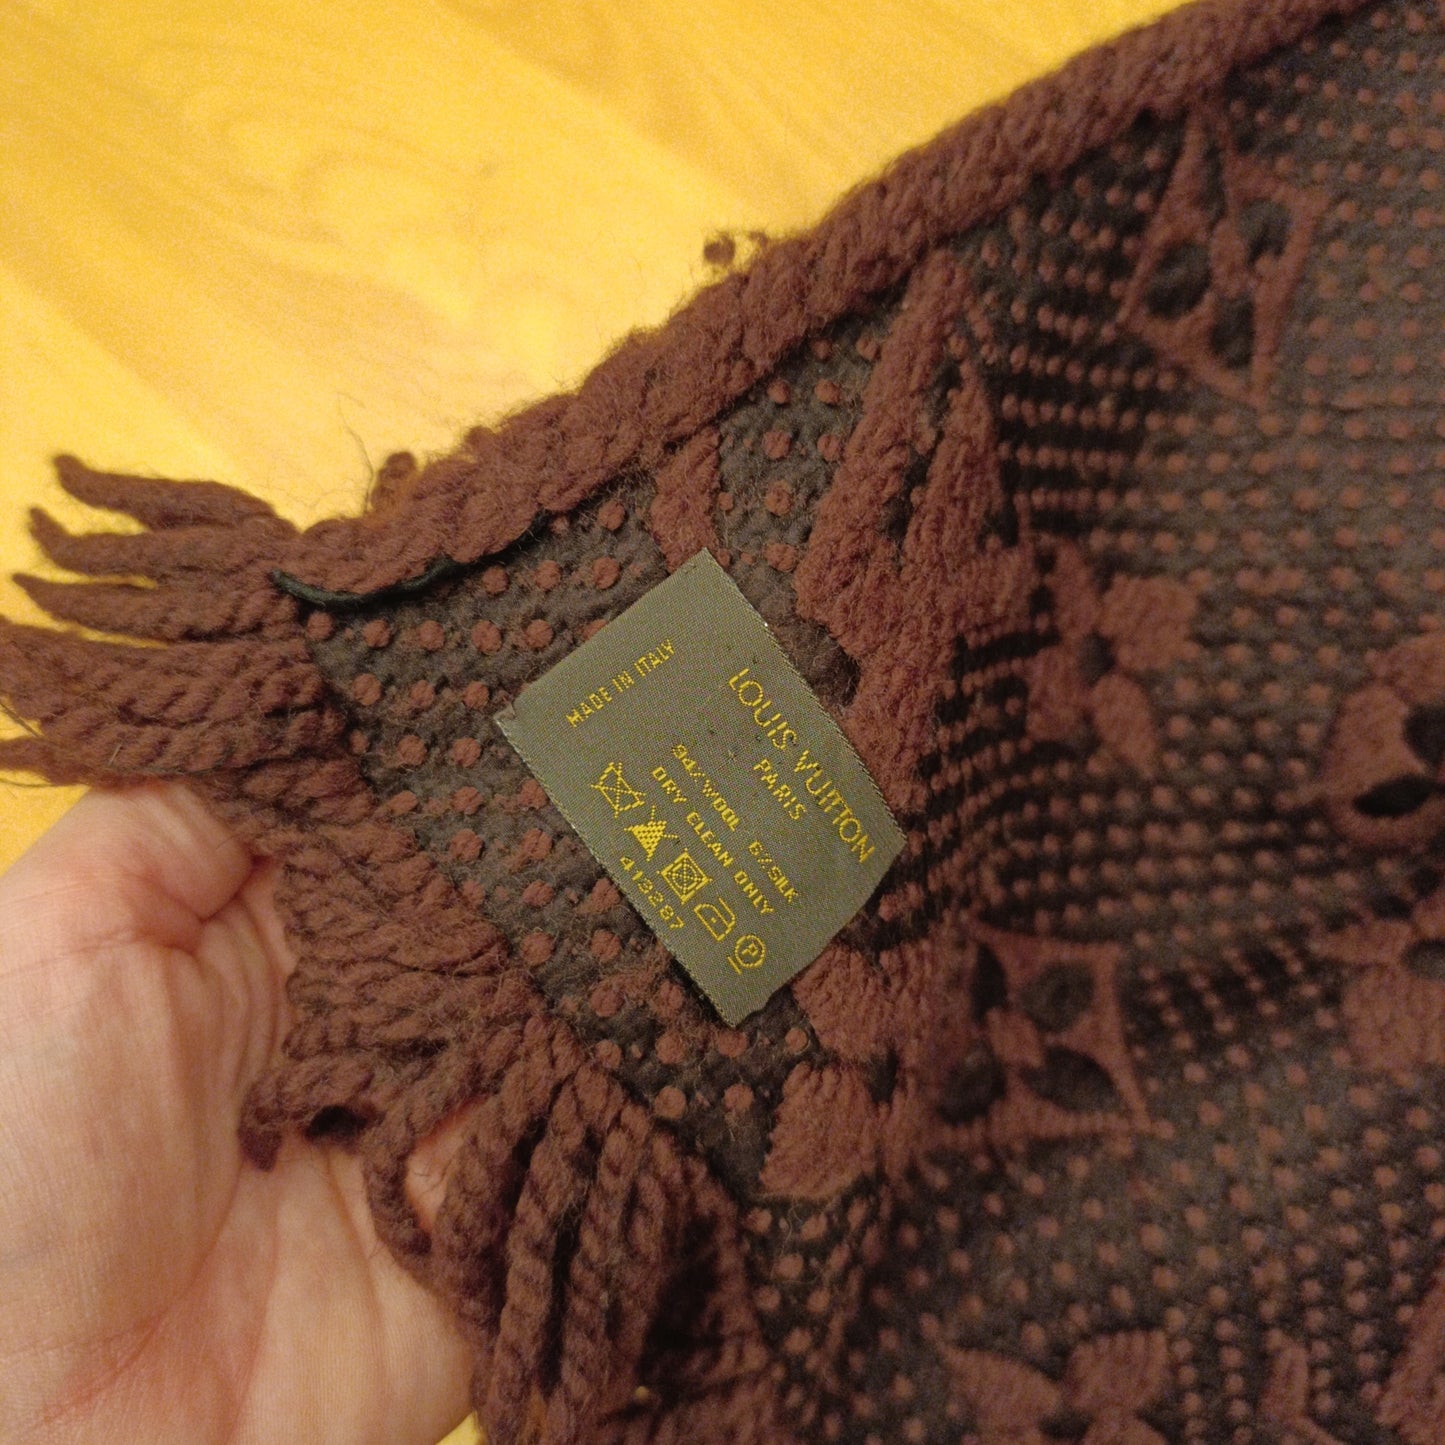 MADE IN ITALY
LOUIS VUITTON
PARIS
94%WOOL 6%SILK
DRY CLEAN ONLY
P
413287